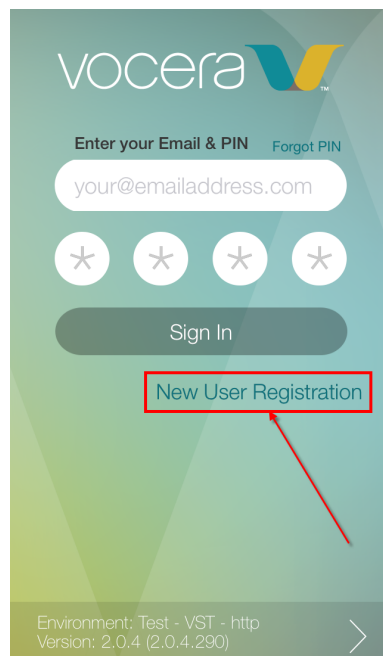 vocera
TM
Enter your Email & PIN Forgot PIN
your@emailaddress.com
* * * *
Sign In
New User Registration
Environment: Test - VST - http
Version: 2.0.4 (2.0.4.290)